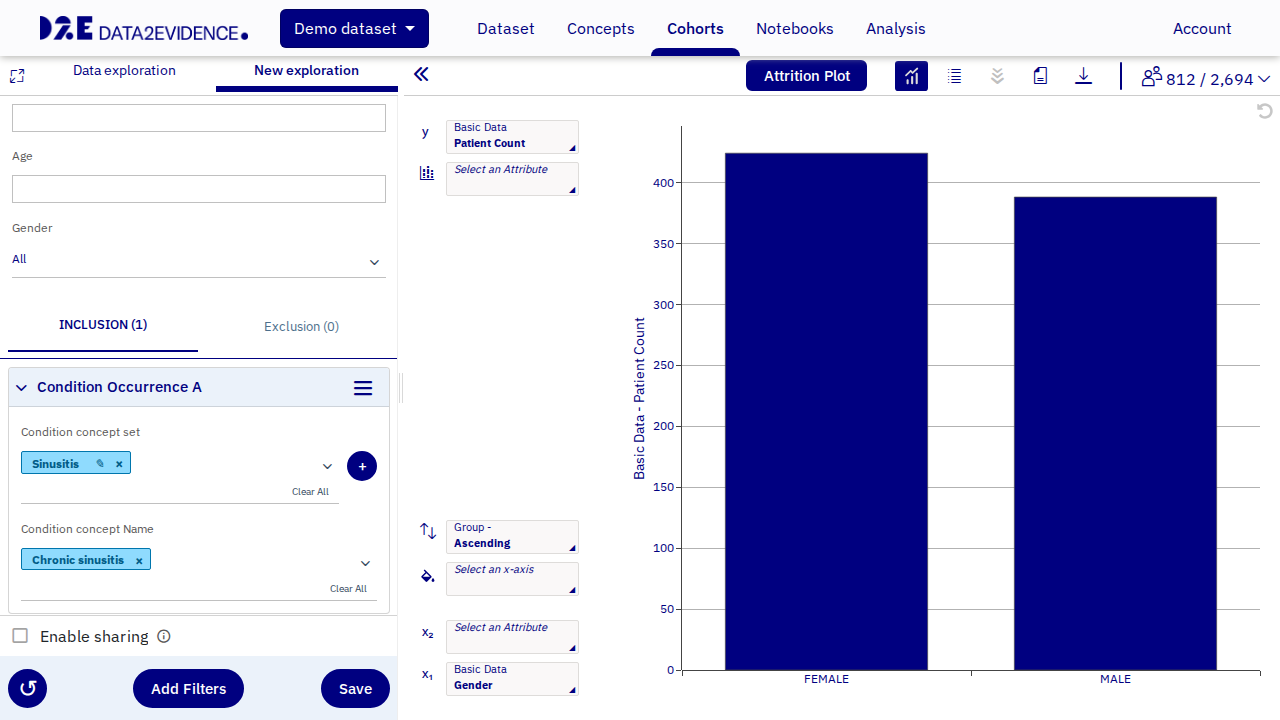 DATA2EVIDENCE
Demo dataset
Dataset
Concepts
Cohorts
Notebooks
Analysis
Account
Data exploration
New exploration
Attrition Plot
812 / 2,694
Age
Gender
All
INCLUSION (1)
Exclusion (0)
Condition Occurrence A
Condition concept set
Sinusitis
Clear All
Condition concept Name
Chronic sinusitis
Clear All
Enable sharing
Add Filters
Save
y
Basic Data
Patient Count
Select an Attribute
Group -
Ascending
Select an x-axis
x₂
Select an Attribute
x₁
Basic Data
Gender
Basic Data - Patient Count
400
350
300
250
200
150
100
50
0
FEMALE
MALE